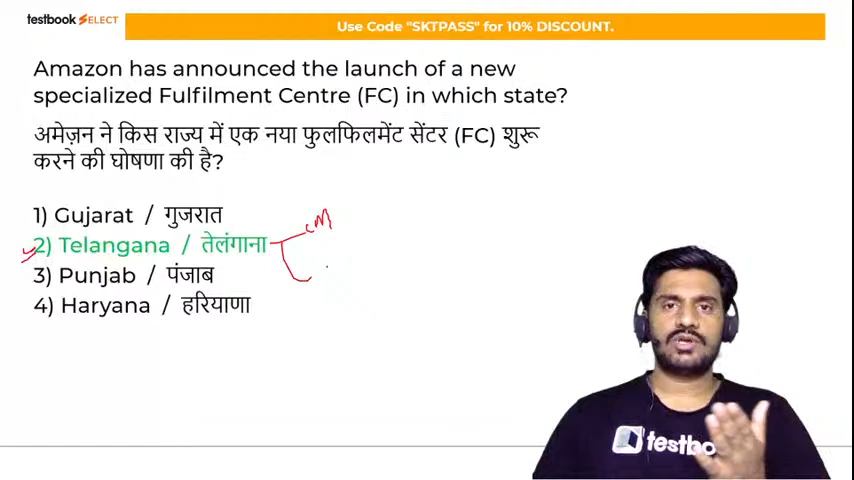 testbook SELECT
Use Code "SKTPASS" for 10% DISCOUNT.
Amazon has announced the launch of a new
specialized Fulfilment Centre (FC) in which state?
अमेज़न ने किस राज्य में एक नया फुलफिलमेंट सेंटर (FC) शुरू
करने की घोषणा की है?
1) Gujarat / गुजरात
CM
2) Telangana / तेलंगाना
3) Punjab / पंजाब
4) Haryana / हरियाणा
testbo